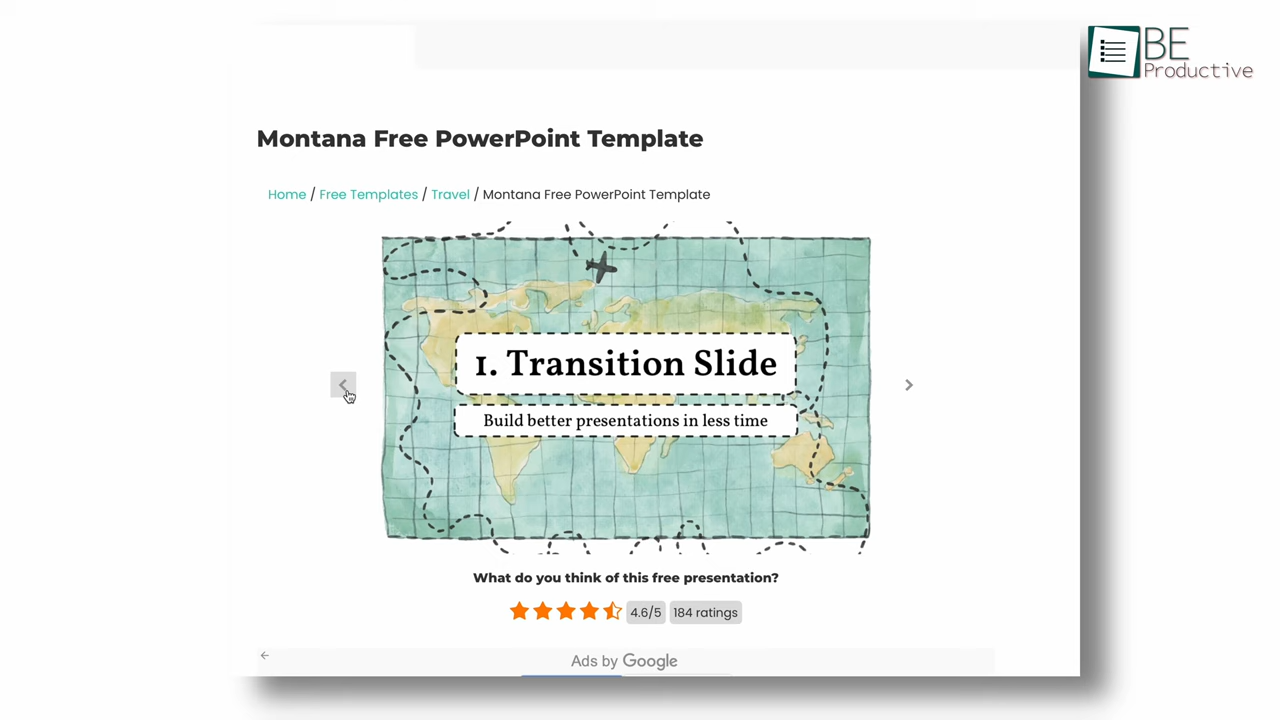 BE
Productive
Montana Free PowerPoint Template
Home / Free Templates / Travel / Montana Free PowerPoint Template
1. Transition Slide
Build better presentations in less time
What do you think of this free presentation?
4.6/5 184 ratings
Ads by Google